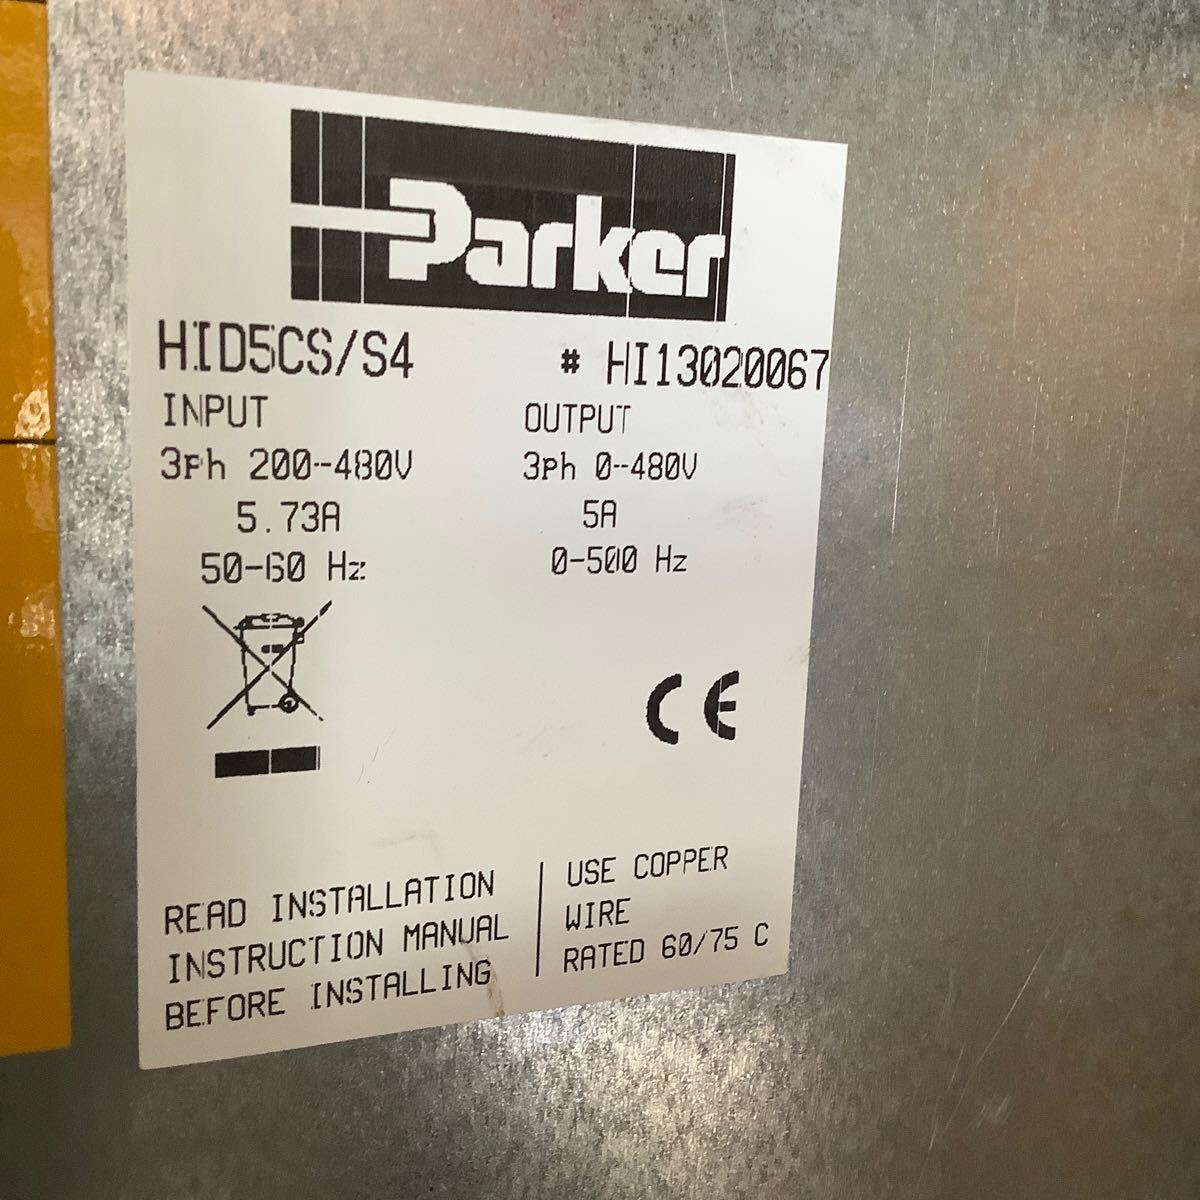 Parker
HID5CS/S4 # HI13020067
INPUT OUTPUT
3Ph 200-480V 3Ph 0-480V
5.73A 5A
50-60 Hz 0-500 Hz
CE
READ INSTALLATION
INSTRUCTION MANUAL
BEFORE INSTALLING
USE COPPER
WIRE
RATED 60/75 C